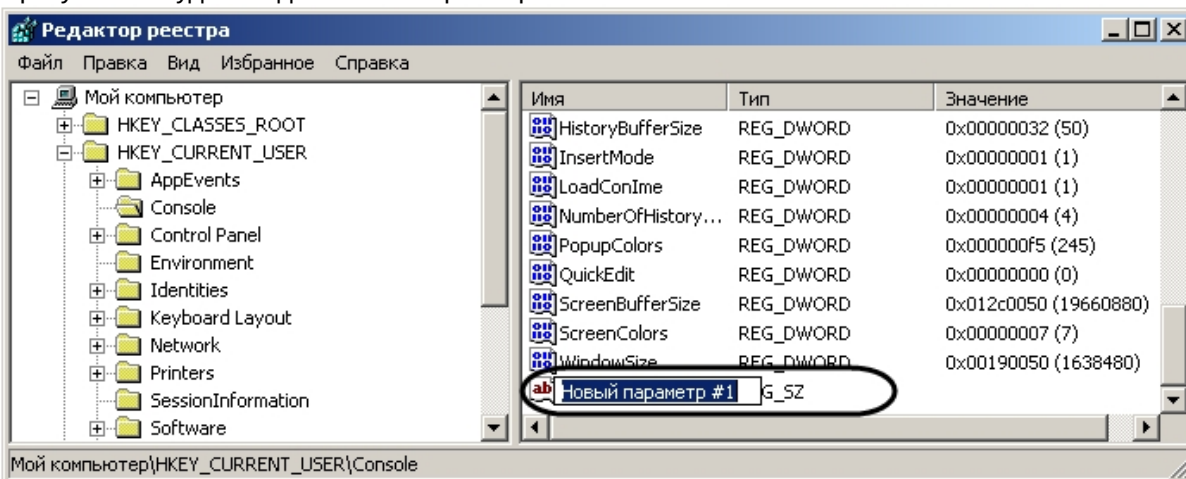 Редактор реестра
Файл Правка Вид Избранное Справка
Мой компьютер
HKEY_CLASSES_ROOT
HKEY_CURRENT_USER
AppEvents
Console
Control Panel
Environment
Identities
Keyboard Layout
Network
Printers
SessionInformation
Software
Имя Тип Значение
HistoryBufferSize REG_DWORD 0x00000032 (50)
InsertMode REG_DWORD 0x00000001 (1)
LoadConIme REG_DWORD 0x00000001 (1)
NumberOfHistory... REG_DWORD 0x00000004 (4)
PopupColors REG_DWORD 0x000000f5 (245)
QuickEdit REG_DWORD 0x00000000 (0)
ScreenBufferSize REG_DWORD 0x012c0050 (19660880)
ScreenColors REG_DWORD 0x00000007 (7)
WindowSize REG_DWORD 0x00190050 (1638480)
Новый параметр #1 G_SZ
Мой компьютер\HKEY_CURRENT_USER\Console